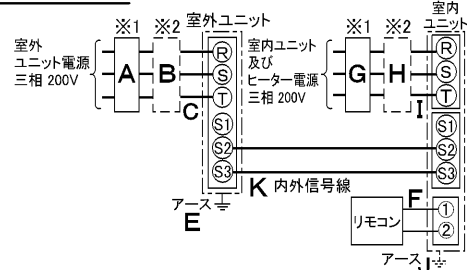 ※1 ※2 室外ユニット
室外
ユニット電源
三相 200V
A
B
C
R
S
T
S1
S2
S3
アース
E
K 内外信号線
※1 ※2 室内
ユニット
室内ユニット
及び
ヒーター電源
三相 200V
G
H
I
R
S
T
S1
S2
S3
リモコン
F
1
2
アース
J